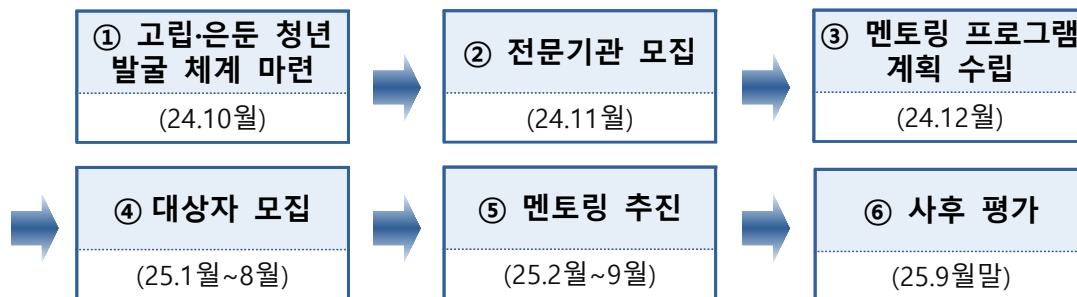 ① 고립·은둔 청년
발굴 체계 마련
(24.10월)
② 전문기관 모집
(24.11월)
③ 멘토링 프로그램
계획 수립
(24.12월)
④ 대상자 모집
(25.1월~8월)
⑤ 멘토링 추진
(25.2월~9월)
⑥ 사후 평가
(25.9월말)